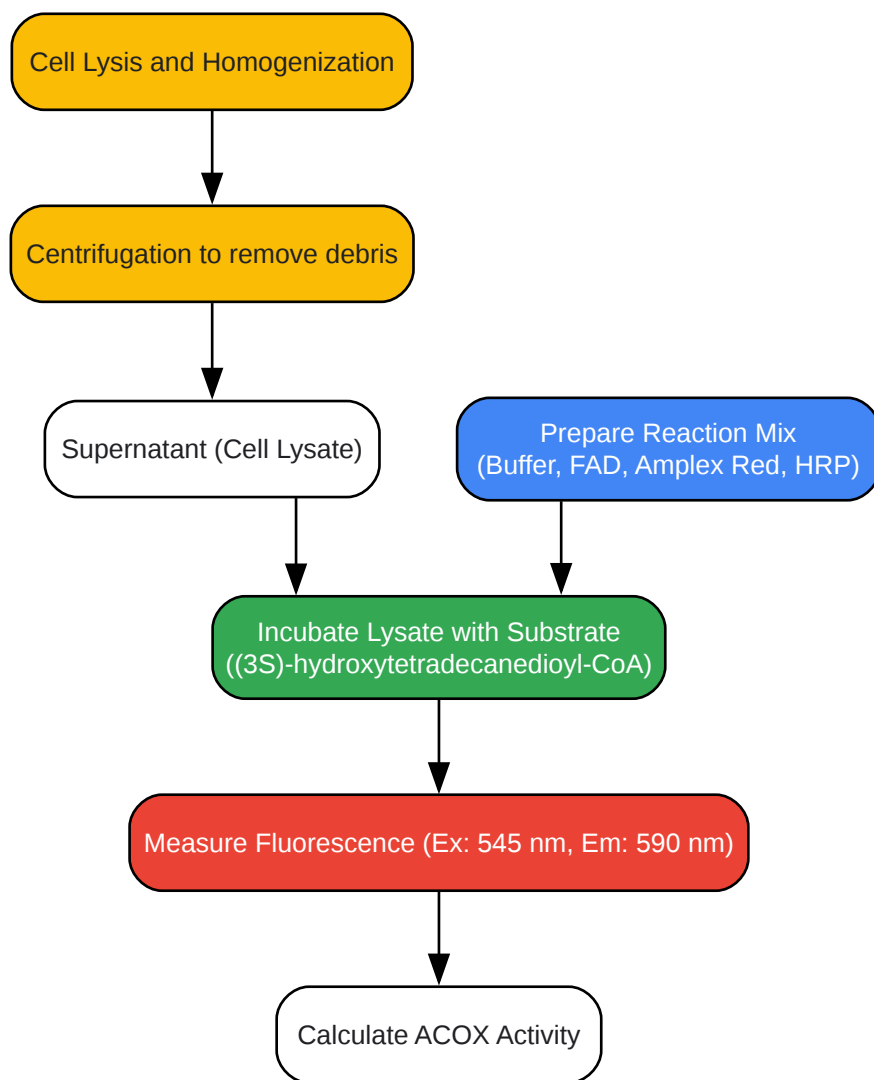 Cell Lysis and Homogenization
Centrifugation to remove debris
Supernatant (Cell Lysate)
Prepare Reaction Mix
(Buffer, FAD, Amplex Red, HRP)
Incubate Lysate with Substrate
((3S)-hydroxytetradecanedioyl-CoA)
Measure Fluorescence (Ex: 545 nm, Em: 590 nm)
Calculate ACOX Activity